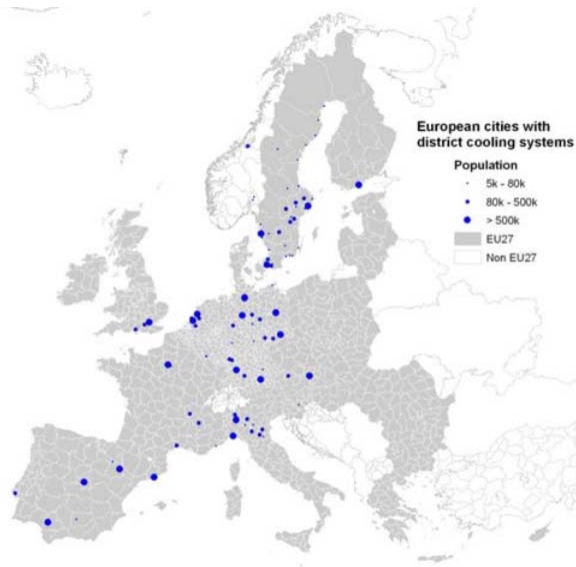 European cities with
district cooling systems
Population
5k - 80k
80k - 500k
> 500k
EU27
Non EU27